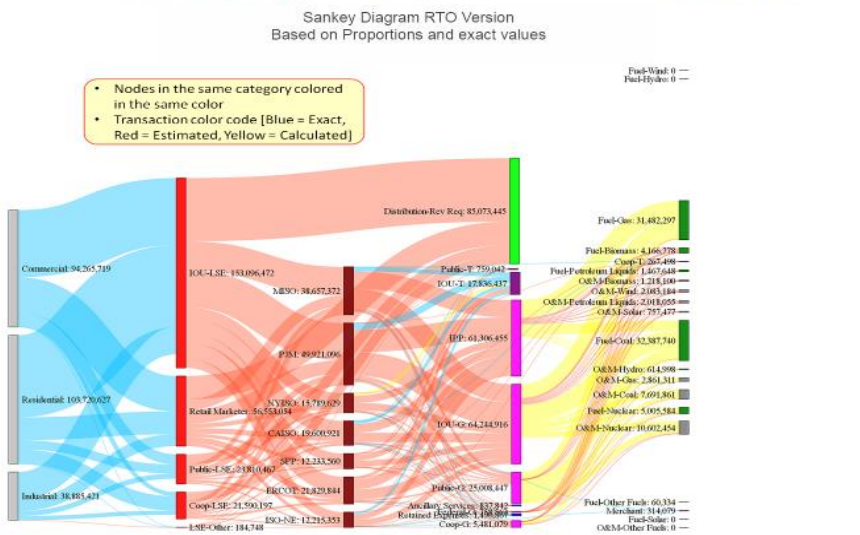 Sankey Diagram RTO Version
Based on Proportions and exact values
Fuel-Wind: 0
Fuel-Hydro: 0
• Nodes in the same category colored
in the same color
• Transaction color code [Blue = Exact,
Red = Estimated, Yellow = Calculated]
Commercial: 94,265,719
Residential: 103,720,627
Industrial: 38,885,421
IOU-LSE: 153,096,472
Retail Marketer: 56,553,054
Public-LSE: 23,810,467
Coop-LSE: 21,590,197
LSE-Other: 184,748
MISO: 38,657,372
PJM: 49,921,096
NYISO: 15,789,629
CAISO: 19,600,921
SPP: 12,233,560
ERCOT: 21,829,844
ISO-NE: 12,215,353
Distribution-Rev Req: 85,073,445
Public-T: 759,042
IOU-T: 17,836,437
IPP: 61,306,455
IOU-G: 64,244,916
Public-G: 25,008,447
Ancillary Services:
Retained Expenses:
Coop-G: 5,481,079
Fuel-Gas: 31,482,297
Fuel-Biomass: 4,166,778
Coop-T: 267,498
Fuel-Petroleum Liquids: 1,467,648
O&M-Biomass: 1,218,100
O&M-Wind: 2,083,184
O&M-Petroleum Liquids: 2,018,055
O&M-Solar: 757,477
Fuel-Coal: 32,387,740
O&M-Hydro: 614,998
O&M-Gas: 2,861,311
O&M-Coal: 7,691,861
Fuel-Nuclear: 5,005,584
O&M-Nuclear: 10,602,454
Fuel-Other Fuels: 60,334
Merchant: 314,079
Fuel-Solar: 0
O&M-Other Fuels: 0